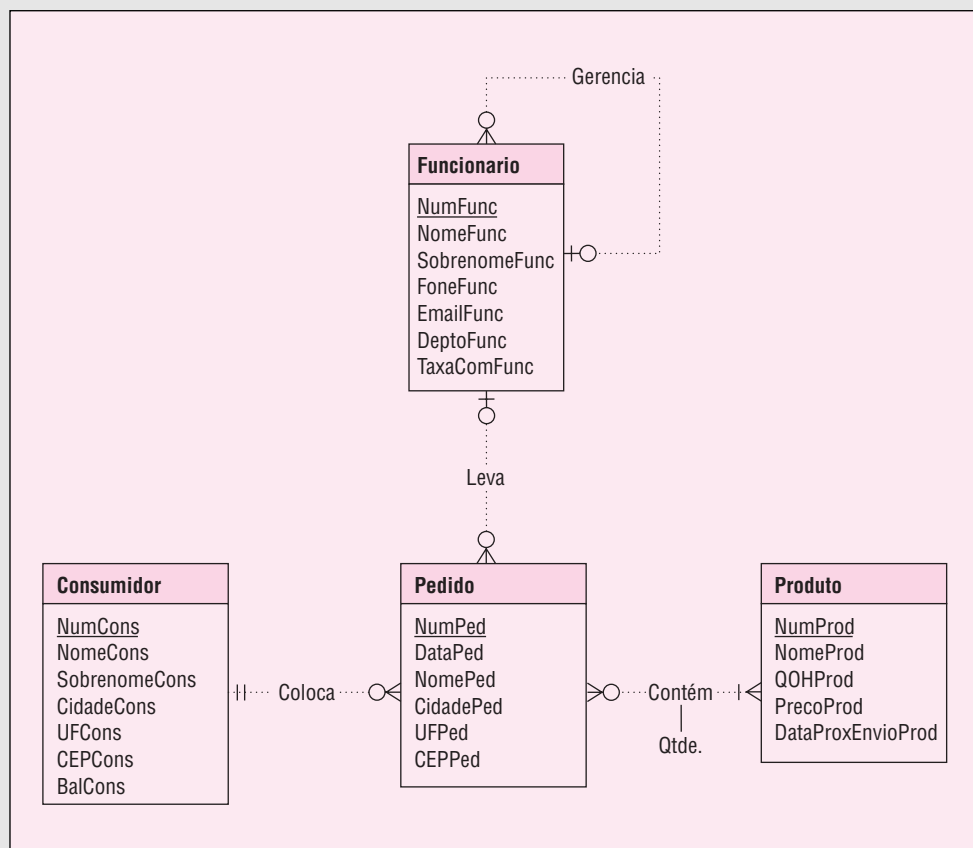 Gerencia
Funcionario
NumFunc
NomeFunc
SobrenomeFunc
FoneFunc
EmailFunc
DeptoFunc
TaxaComFunc
Leva
Consumidor
NumCons
NomeCons
SobrenomeCons
CidadeCons
UFCons
CEPCons
BalCons
Coloca
Pedido
NumPed
DataPed
NomePed
CidadePed
UFPed
CEPPed
Contém
Qtde.
Produto
NumProd
NomeProd
QOHProd
PrecoProd
DataProxEnvioProd